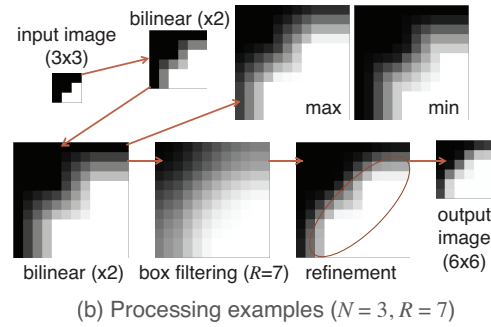 input image
(3x3)
bilinear (x2)
max
min
bilinear (x2)
box filtering (R=7)
refinement
output
image
(6x6)
(b) Processing examples (N = 3, R = 7)